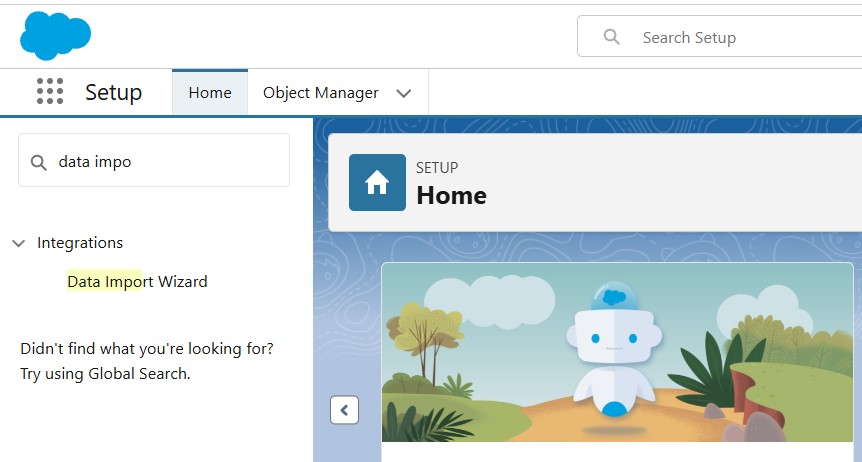 Search Setup
Setup
Home
Object Manager
data impo
SETUP
Home
Integrations
Data Import Wizard
Didn't find what you're looking for?
Try using Global Search.